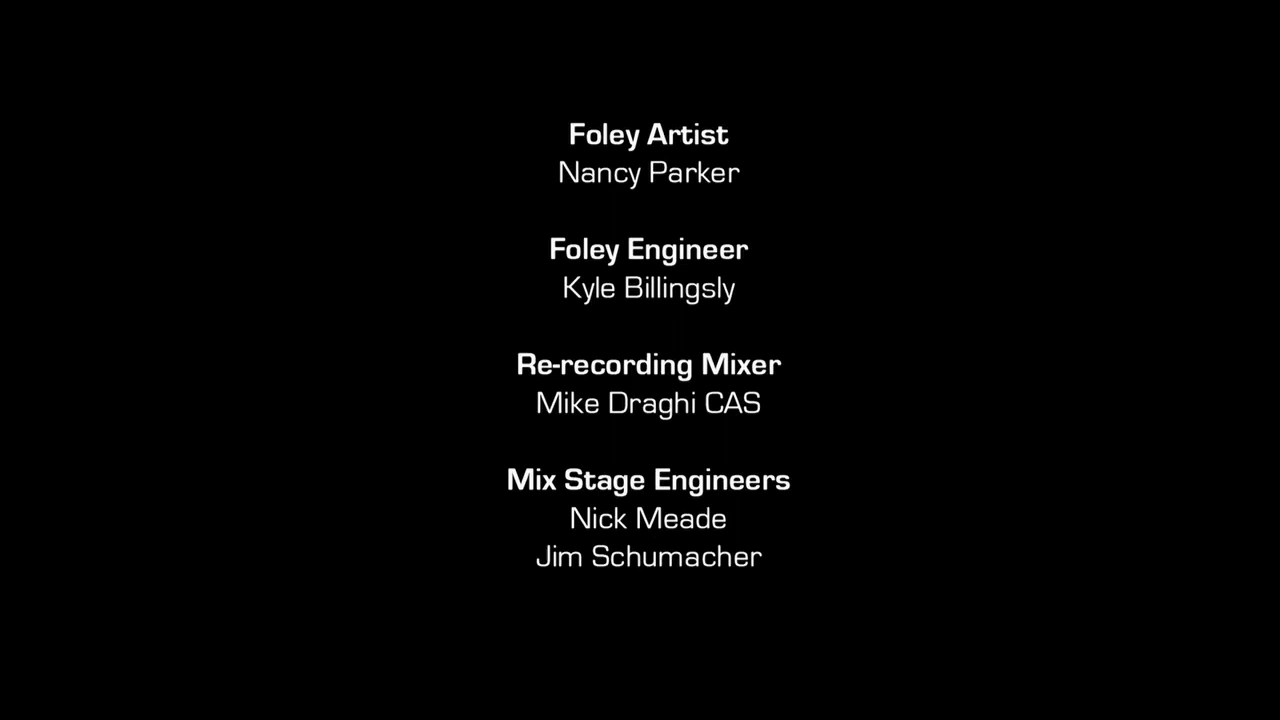 Foley Artist
Nancy Parker
Foley Engineer
Kyle Billingsly
Re-recording Mixer
Mike Draghi CAS
Mix Stage Engineers
Nick Meade
Jim Schumacher